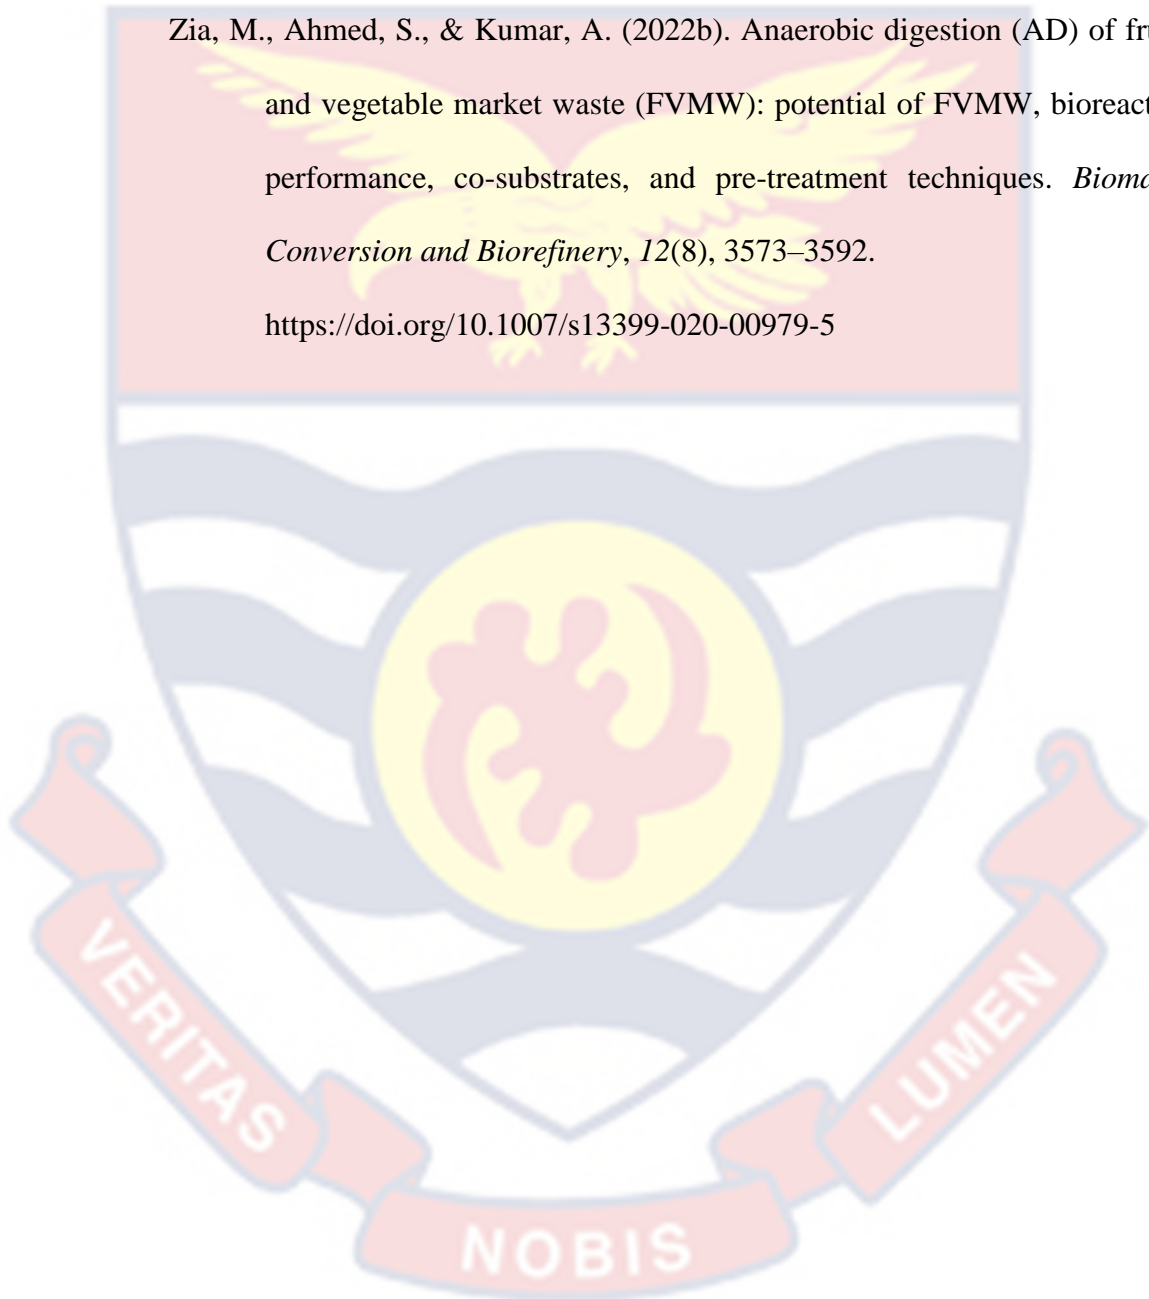 Zia, M., Ahmed, S., & Kumar, A. (2022b). Anaerobic digestion (AD) of fru
and vegetable market waste (FVMW): potential of FVMW, bioreact
performance, co-substrates, and pre-treatment techniques. Bioma
Conversion and Biorefinery, 12(8), 3573–3592.
https://doi.org/10.1007/s13399-020-00979-5
VERITAS
NOBIS
LUMEN